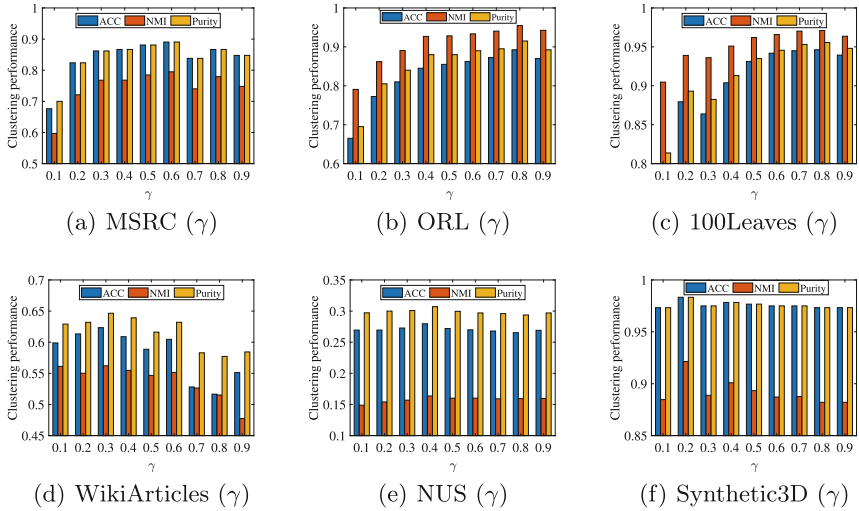 1
0.9
0.8
0.7
0.6
0.5
Clustering performance
ACC NMI Purity
0.1 0.2 0.3 0.4 0.5 0.6 0.7 0.8 0.9
γ
(a) MSRC (γ)
1
0.9
0.8
0.7
0.6
Clustering performance
ACC NMI Purity
0.1 0.2 0.3 0.4 0.5 0.6 0.7 0.8 0.9
γ
(b) ORL (γ)
1
0.95
0.9
0.85
0.8
Clustering performance
ACC NMI Purity
0.1 0.2 0.3 0.4 0.5 0.6 0.7 0.8 0.9
γ
(c) 100Leaves (γ)
0.7
0.65
0.6
0.55
0.5
0.45
Clustering performance
ACC NMI Purity
0.1 0.2 0.3 0.4 0.5 0.6 0.7 0.8 0.9
γ
(d) WikiArticles (γ)
0.35
0.3
0.25
0.2
0.15
0.1
Clustering performance
ACC NMI Purity
0.1 0.2 0.3 0.4 0.5 0.6 0.7 0.8 0.9
γ
(e) NUS (γ)
1
0.95
0.9
0.85
Clustering performance
ACC NMI Purity
0.1 0.2 0.3 0.4 0.5 0.6 0.7 0.8 0.9
γ
(f) Synthetic3D (γ)